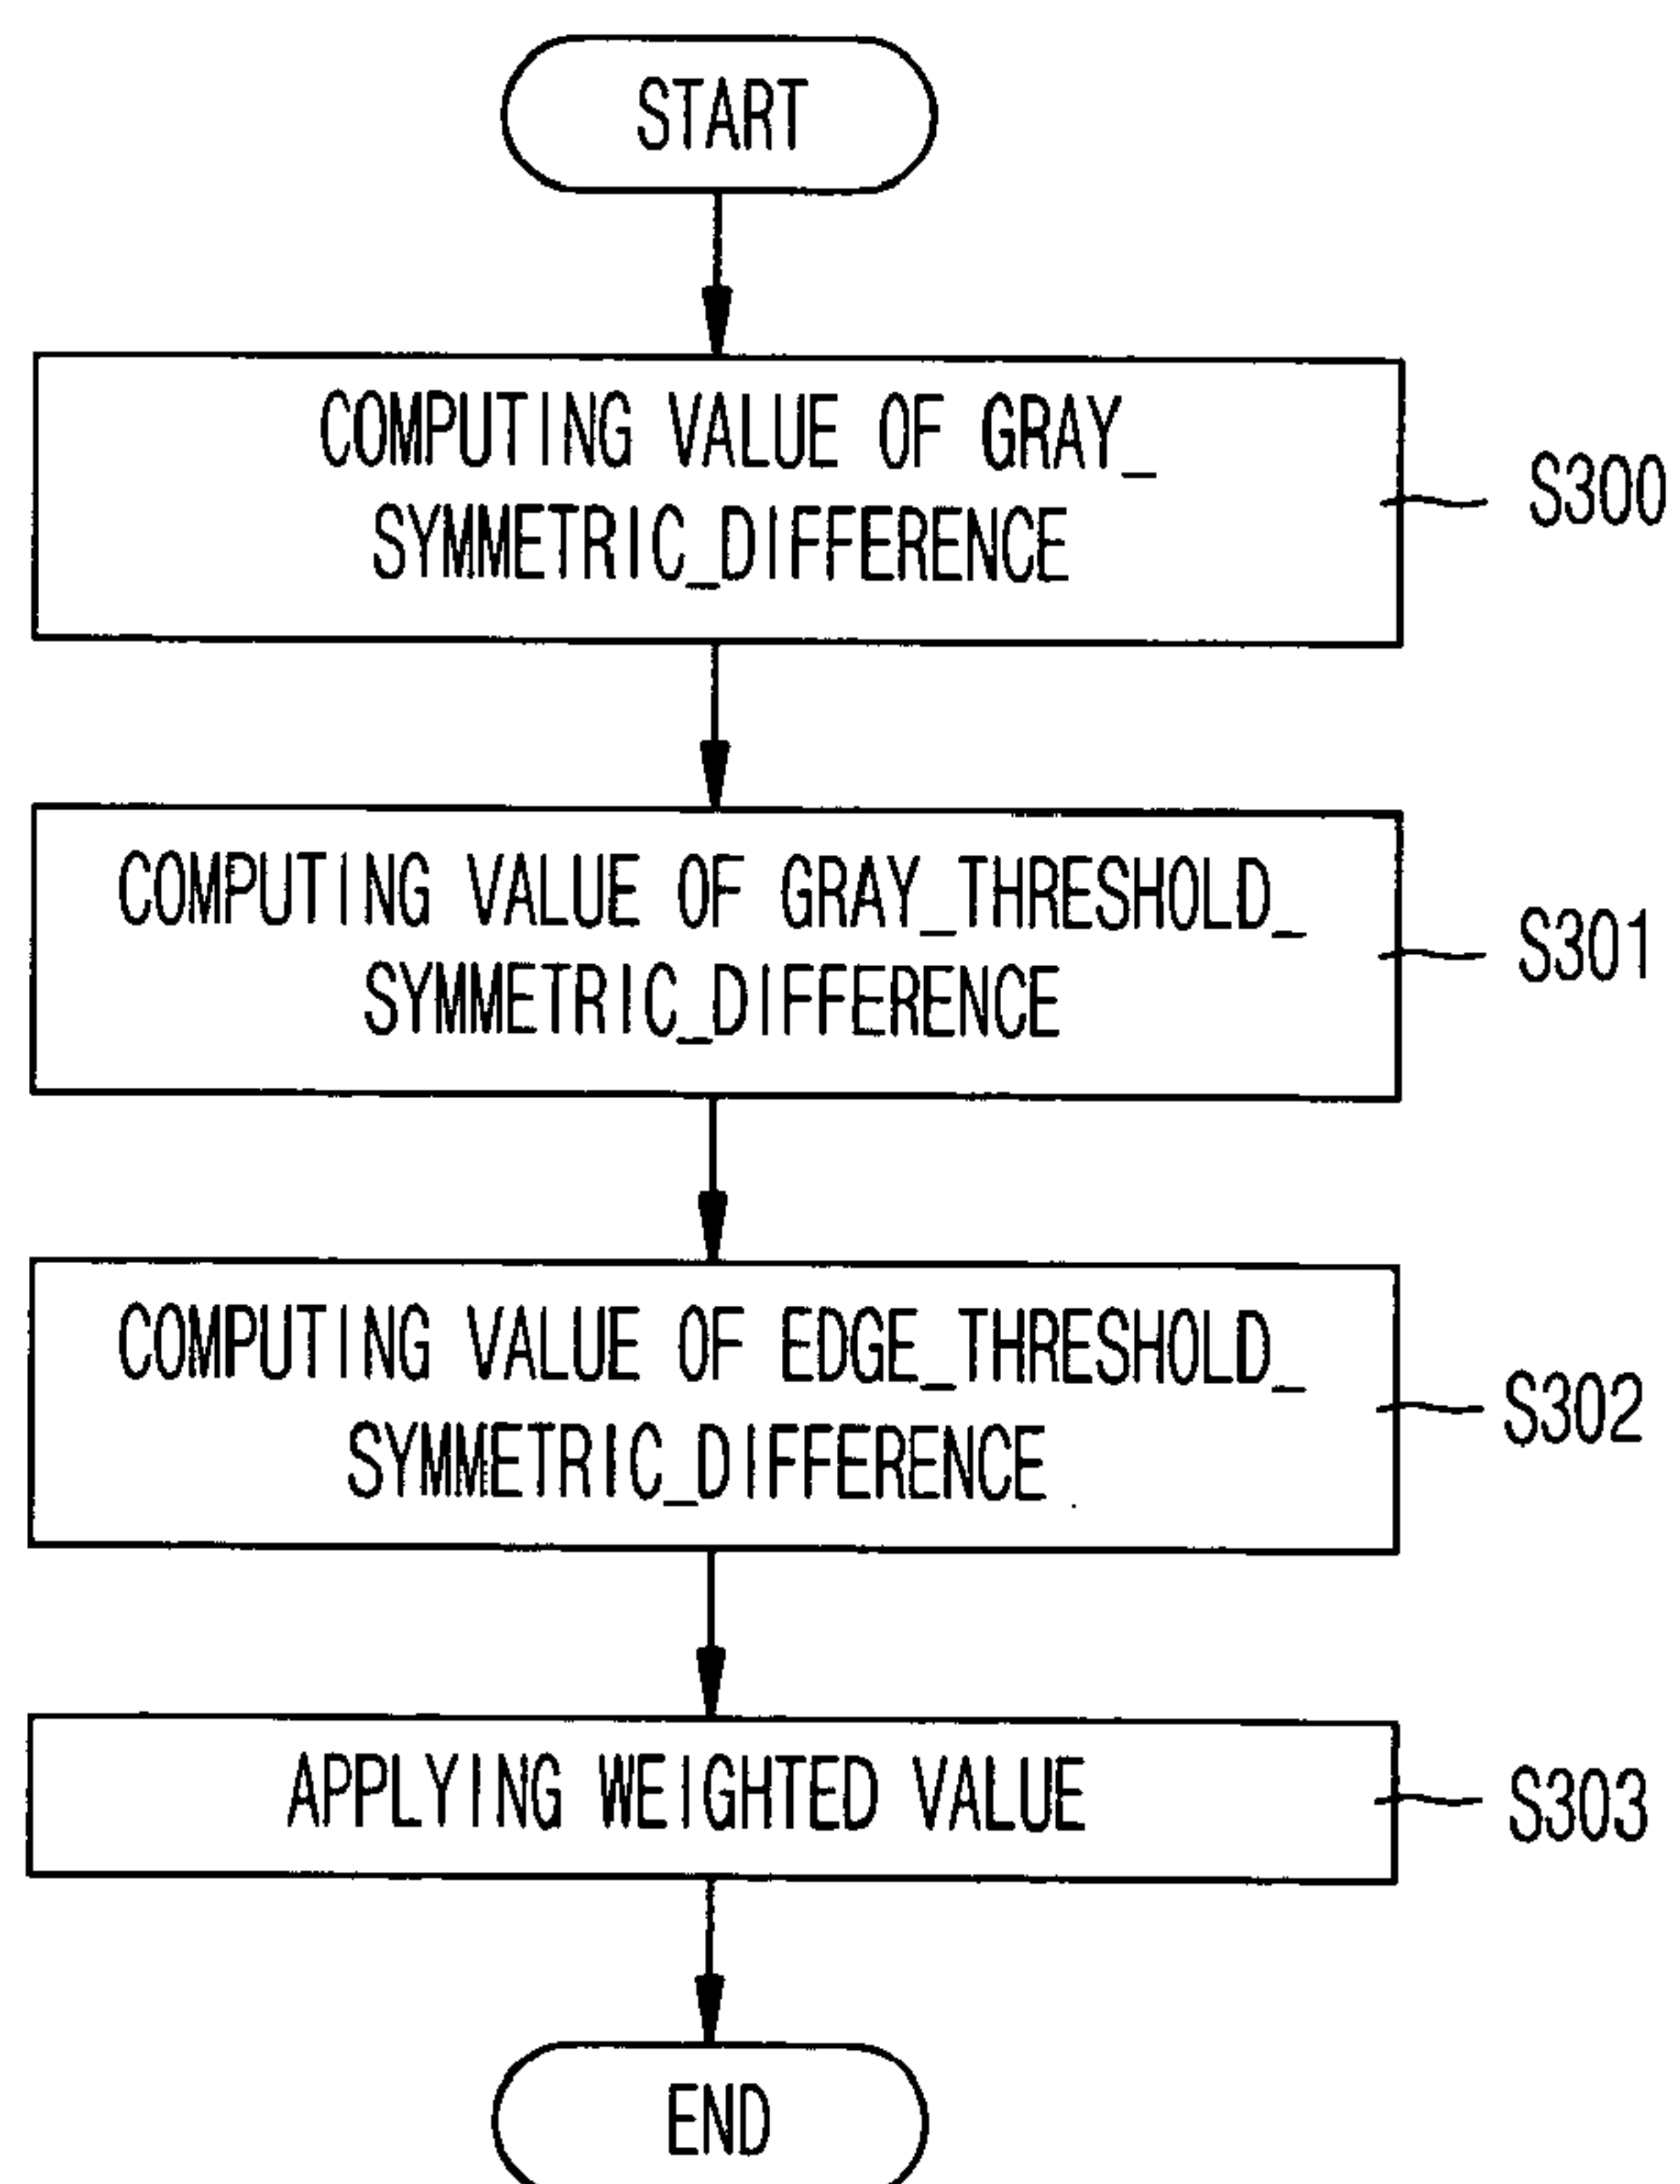 START
COMPUTING VALUE OF GRAY_
SYMMETRIC_DIFFERENCE
S300
COMPUTING VALUE OF GRAY_THRESHOLD_
SYMMETRIC_DIFFERENCE
S301
COMPUTING VALUE OF EDGE_THRESHOLD_
SYMMETRIC_DIFFERENCE
S302
APPLYING WEIGHTED VALUE
S303
END